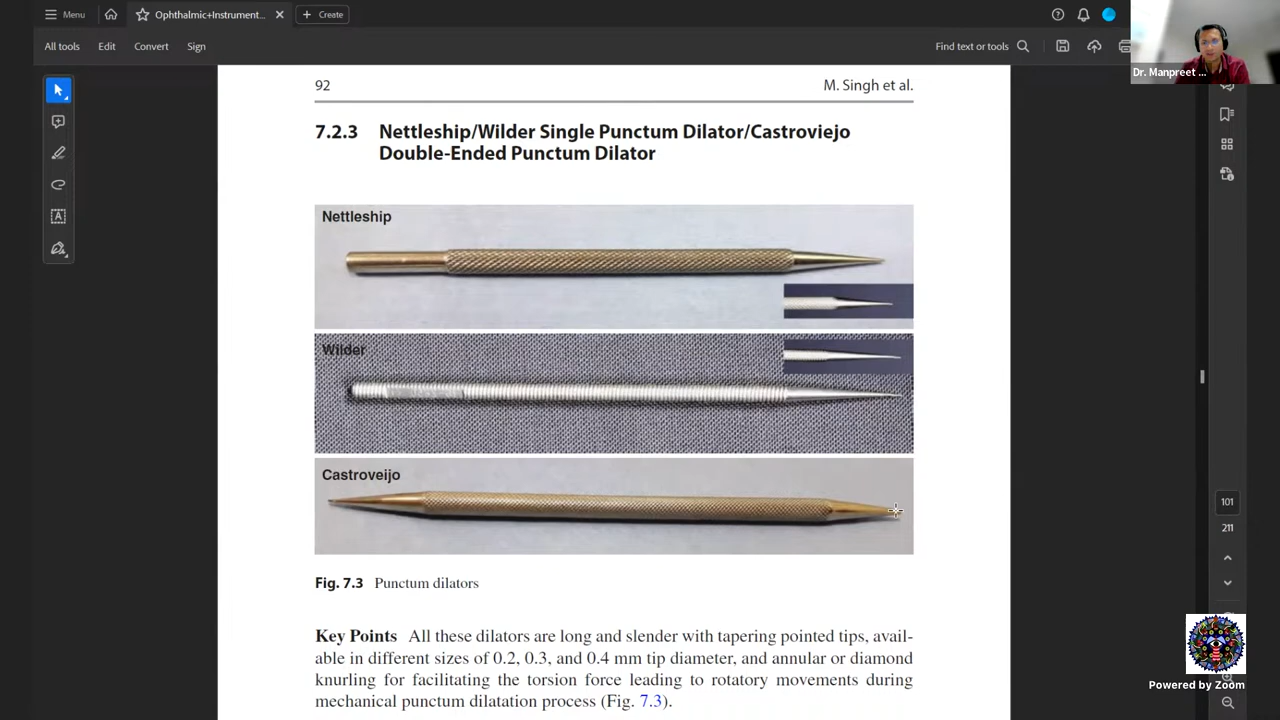 Menu
Ophthalmic+Instrument...
Create
All tools
Edit
Convert
Sign
Find text or tools
Dr. Manpreet ...
92
M. Singh et al.
7.2.3 Nettleship/Wilder Single Punctum Dilator/Castroviejo
Double-Ended Punctum Dilator
Nettleship
Wilder
Castroveijo
Fig. 7.3 Punctum dilators
Key Points All these dilators are long and slender with tapering pointed tips, avail-
able in different sizes of 0.2, 0.3, and 0.4 mm tip diameter, and annular or diamond
knurling for facilitating the torsion force leading to rotatory movements during
mechanical punctum dilatation process (Fig. 7.3).
101
211
Powered by Zoom